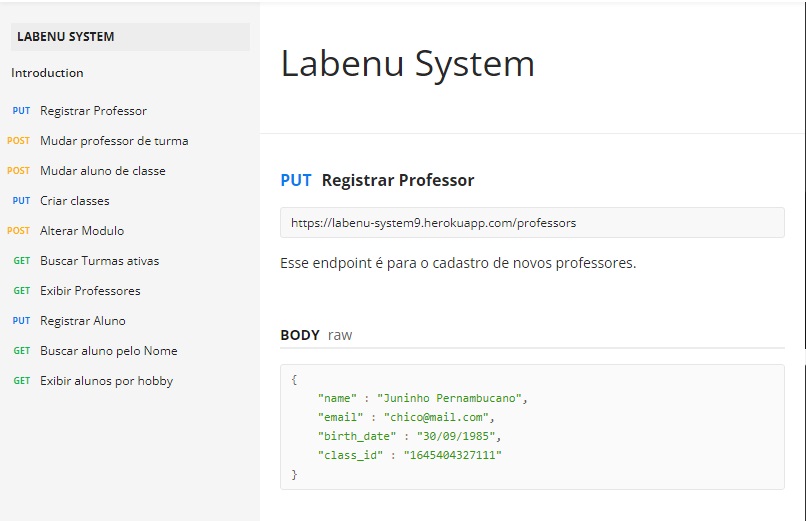 LABENU SYSTEM
Introduction
PUT Registrar Professor
POST Mudar professor de turma
POST Mudar aluno de classe
PUT Criar classes
POST Alterar Modulo
GET Buscar Turmas ativas
GET Exibir Professores
PUT Registrar Aluno
GET Buscar aluno pelo Nome
GET Exibir alunos por hobby
Labenu System
PUT Registrar Professor
https://labenu-system9.herokuapp.com/professors
Esse endpoint é para o cadastro de novos professores.
BODY raw
{
"name" : "Juninho Pernambucano",
"email" : "chico@mail.com",
"birth_date" : "30/09/1985",
"class_id" : "1645404327111"
}